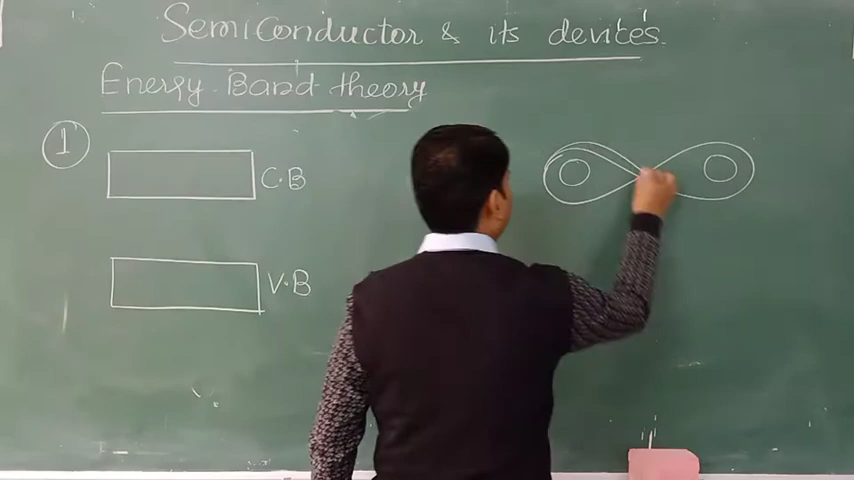 Semiconductor & its devices.
Energy Band theory
1
C.B
V.B